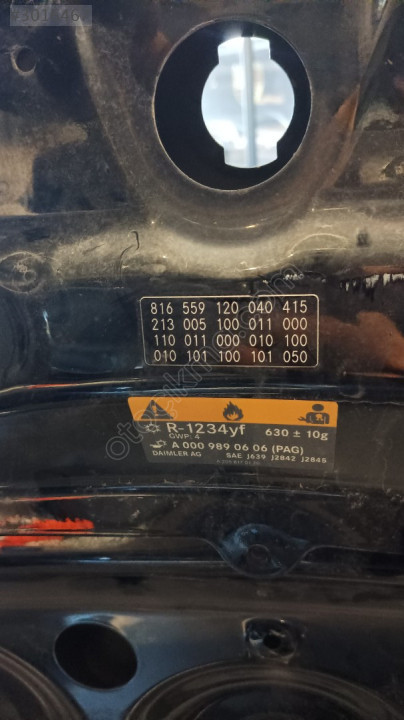 816 559 120 040 415
213 005 100 011 000
110 011 000 010 100
010 101 100 101 050
R-1234yf 630 ± 10g
GWP: 4
A 000 989 06 06 (PAG)
DAIMLER AG SAE J639 J2842 J2845